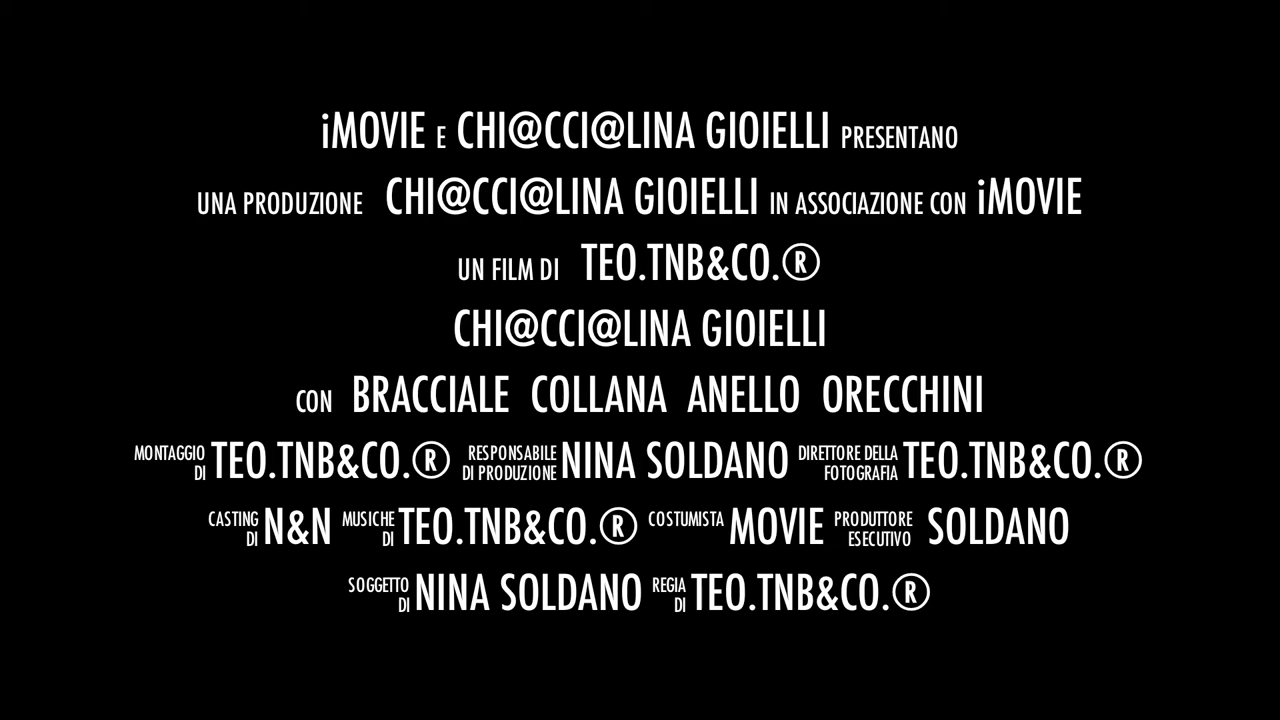 iMOVIE E CHI@CCI@LINA GIOIELLI PRESENTANO
UNA PRODUZIONE CHI@CCI@LINA GIOIELLI IN ASSOCIAZIONE CON iMOVIE
UN FILM DI TEO.TNB&CO.®
CHI@CCI@LINA GIOIELLI
CON BRACCIALE COLLANA ANELLO ORECCHINI
MONTAGGIO DI TEO.TNB&CO.® RESPONSABILE DI PRODUZIONE NINA SOLDANO DIRETTORE DELLA FOTOGRAFIA TEO.TNB&CO.®
CASTING DI N&N MUSICHE DI TEO.TNB&CO.® COSTUMISTA MOVIE PRODUTTORE ESECUTIVO SOLDANO
SOGGETTO DI NINA SOLDANO REGIA DI TEO.TNB&CO.®